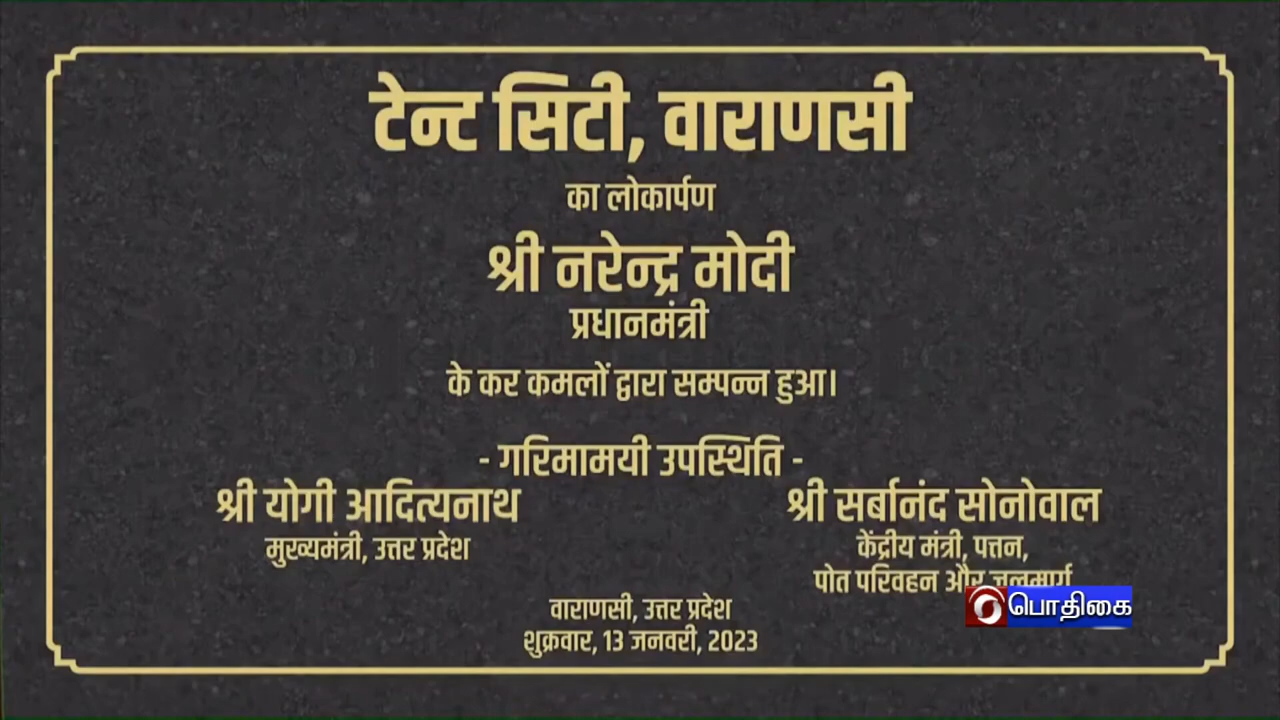 टेन्ट सिटी, वाराणसी
का लोकार्पण
श्री नरेन्द्र मोदी
प्रधानमंत्री
के कर कमलों द्वारा सम्पन्न हुआ।
- गरिमामयी उपस्थिति -
श्री योगी आदित्यनाथ
मुख्यमंत्री, उत्तर प्रदेश
श्री सर्बानंद सोनोवाल
केंद्रीय मंत्री, पत्तन,
पोत परिवहन और जलमार्ग
பொதிகை
वाराणसी, उत्तर प्रदेश
शुक्रवार, 13 जनवरी, 2023